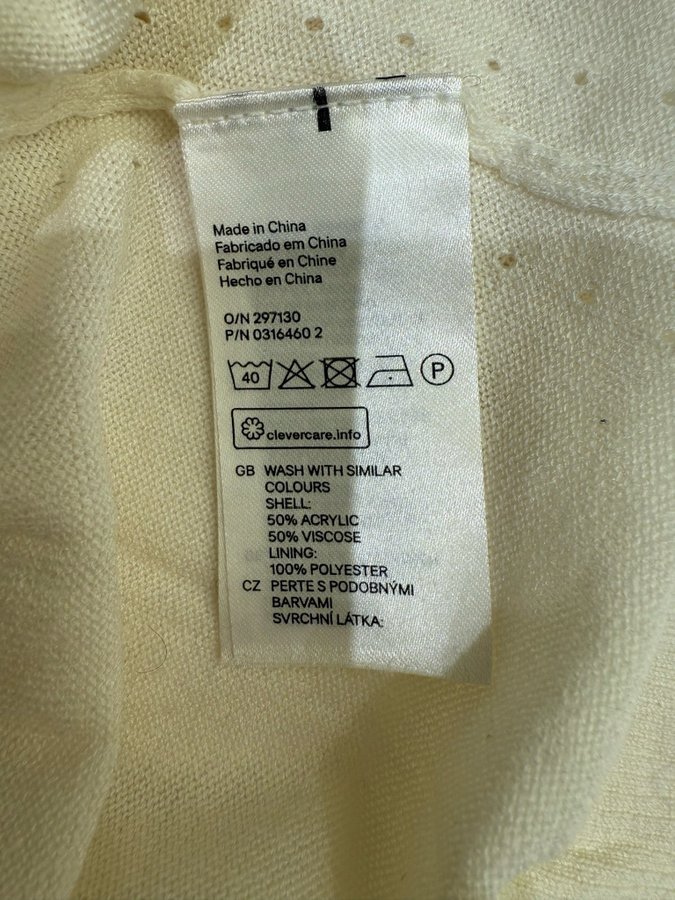 Made in China
Fabricado em China
Fabriqué en Chine
Hecho en China
O/N 297130
P/N 0316460 2
40 P
clevercare.info
GB WASH WITH SIMILAR
COLOURS
SHELL:
50% ACRYLIC
50% VISCOSE
LINING:
100% POLYESTER
CZ PERTE S PODOBNÝMI
BARVAMI
SVRCHNÍ LÁTKA: